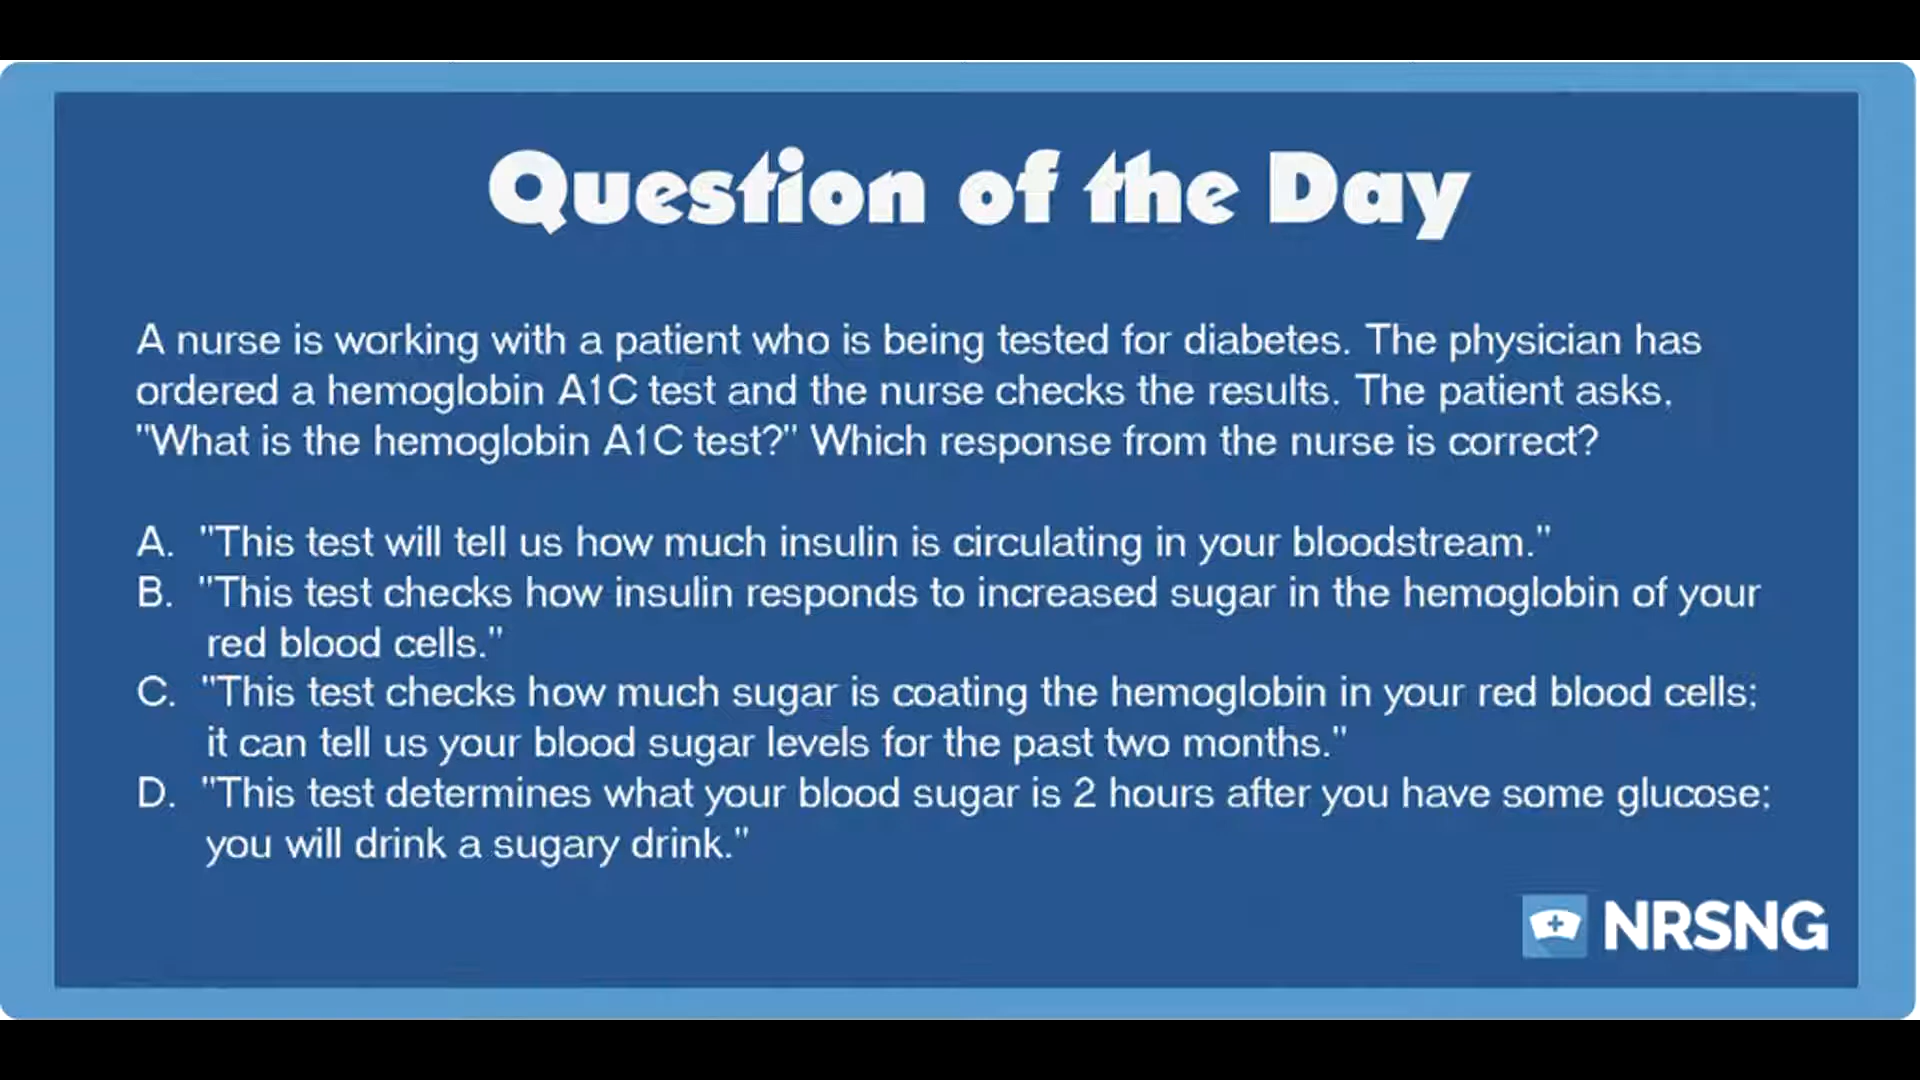 Question of the Day
A nurse is working with a patient who is being tested for diabetes. The physician has
ordered a hemoglobin A1C test and the nurse checks the results. The patient asks,
"What is the hemoglobin A1C test?" Which response from the nurse is correct?
A. "This test will tell us how much insulin is circulating in your bloodstream."
B. "This test checks how insulin responds to increased sugar in the hemoglobin of your
red blood cells."
C. "This test checks how much sugar is coating the hemoglobin in your red blood cells;
it can tell us your blood sugar levels for the past two months."
D. "This test determines what your blood sugar is 2 hours after you have some glucose;
you will drink a sugary drink."
NRSNG